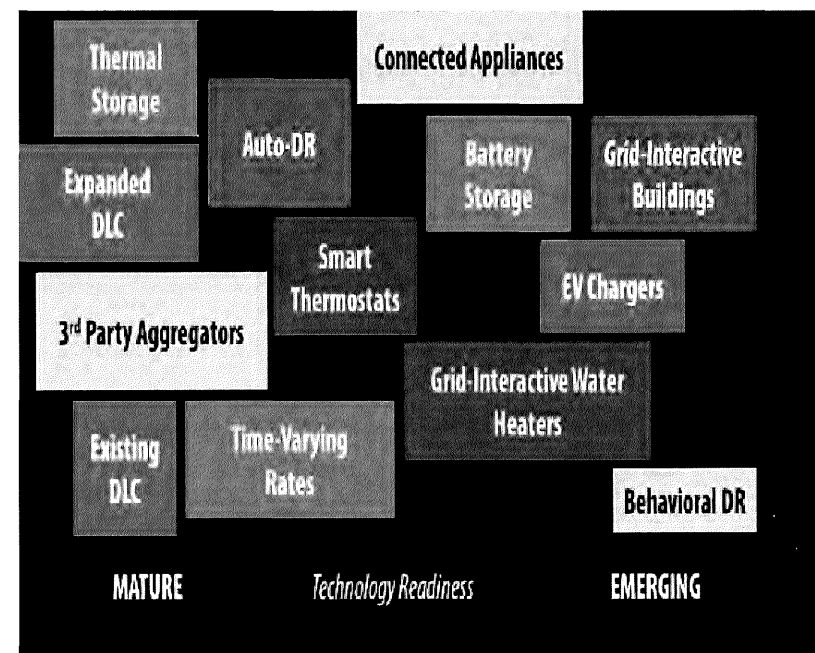 Thermal
Storage
Connected Appliances
Auto-DR
Battery
Storage
Grid-Interactive
Buildings
Expanded
DLC
Smart
Thermostats
EV Chargers
3rd Party Aggregators
Grid-Interactive Water
Heaters
Existing
DLC
Time-Varying
Rates
Behavioral DR
MATURE
Technology Readiness
EMERGING